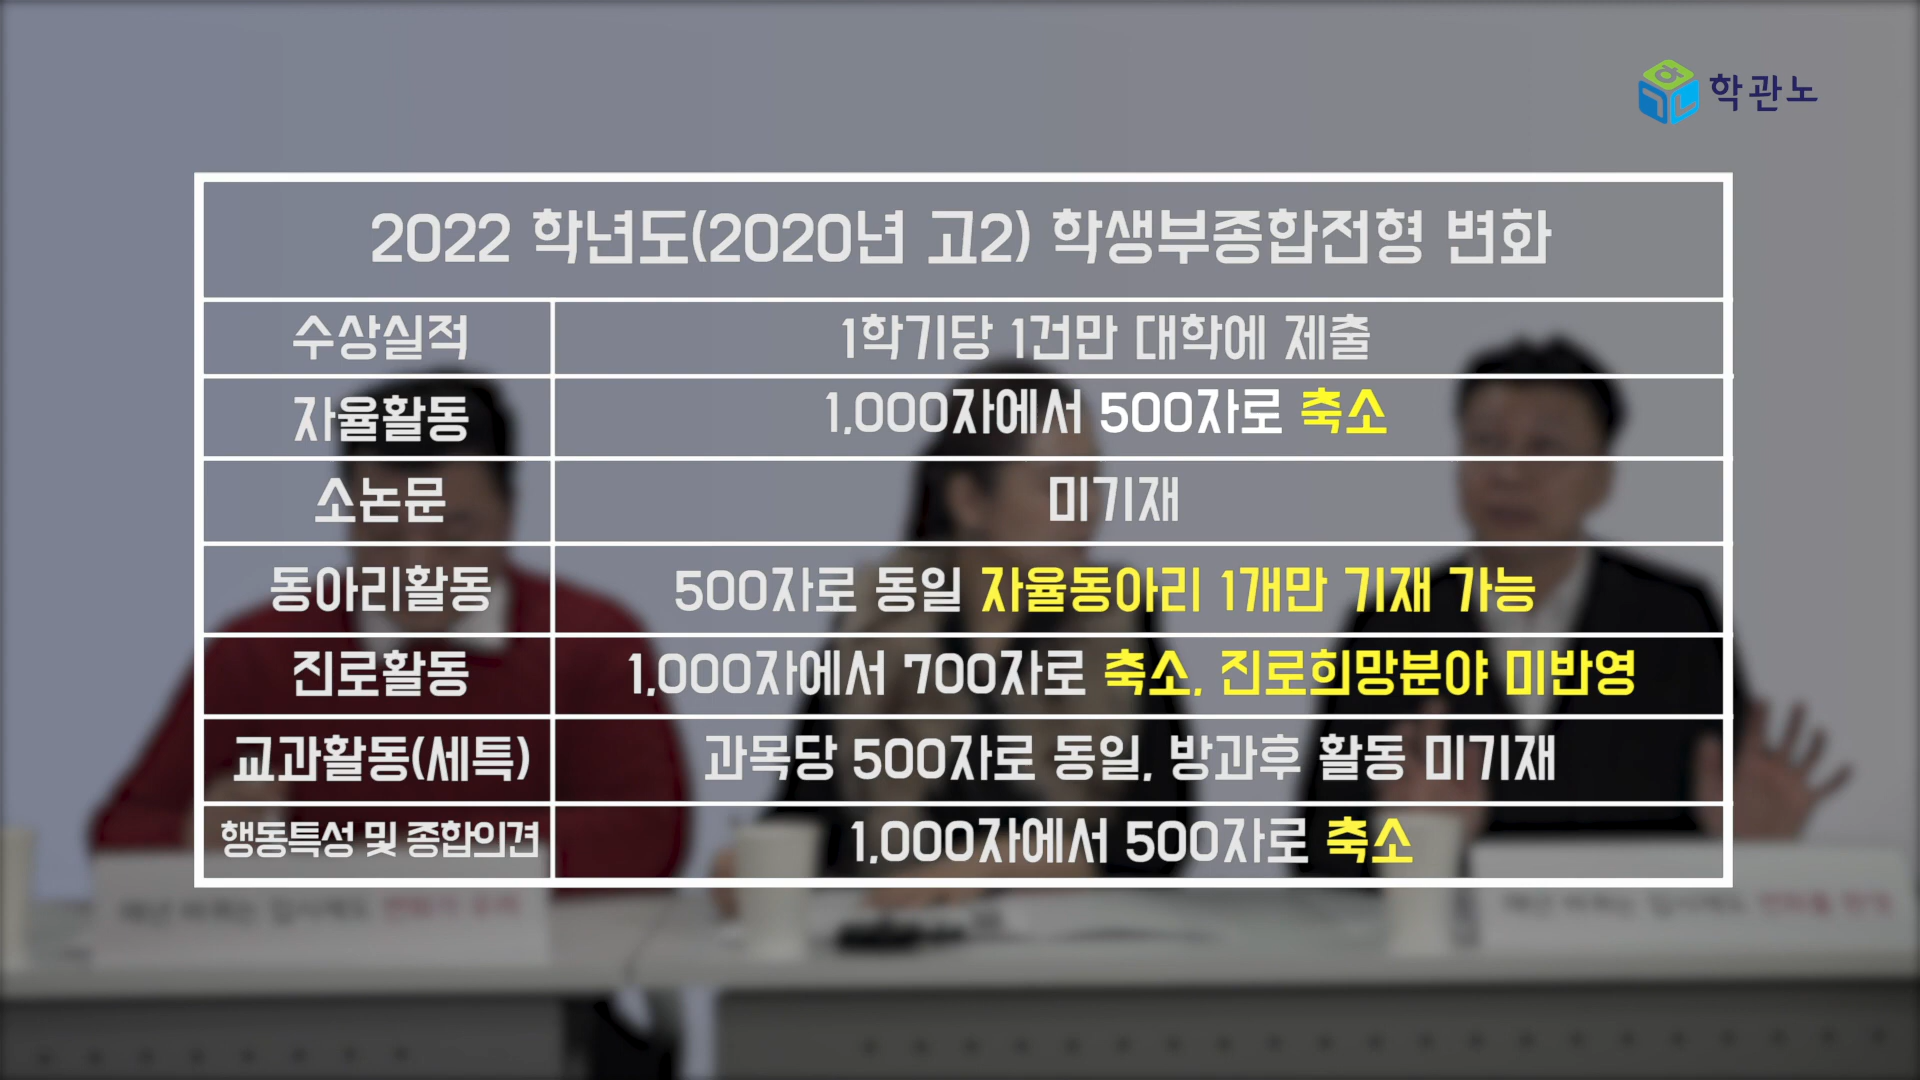 학관노
2022 학년도(2020년 고2) 학생부종합전형 변화
수상실적 1학기당 1건만 대학에 제출
자율활동 1,000자에서 500자로 축소
소논문 미기재
동아리활동 500자로 동일 자율동아리 1개만 기재 가능
진로활동 1,000자에서 700자로 축소, 진로희망분야 미반영
교과활동(세특) 과목당 500자로 동일, 방과후 활동 미기재
행동특성 및 종합의견 1,000자에서 500자로 축소